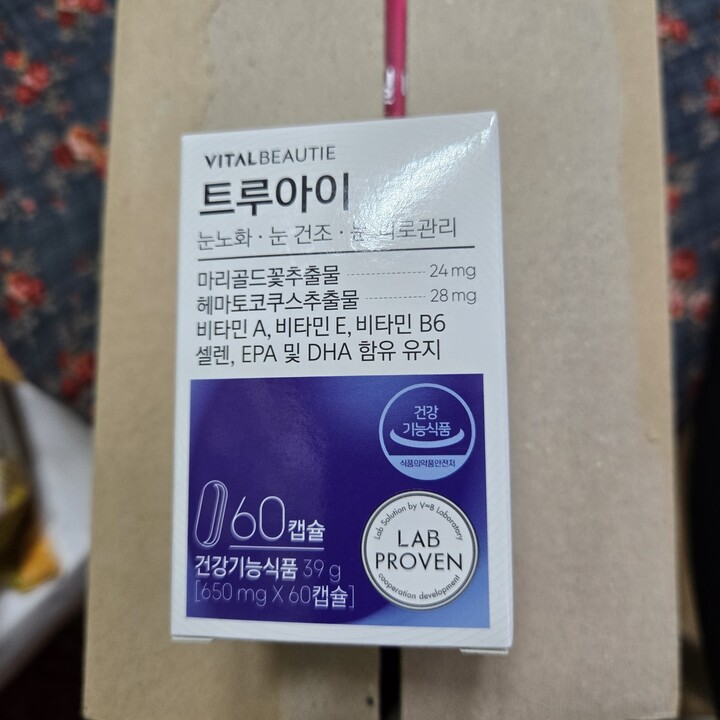 VITALBEAUTIE
트루아이
눈노화 · 눈 건조 · 눈 피로관리
마리골드꽃추출물 24 mg
헤마토코쿠스추출물 28 mg
비타민 A, 비타민 E, 비타민 B6
셀렌, EPA 및 DHA 함유 유지
건강
기능식품
식품의약품안전처
60캡슐
건강기능식품 39 g
[650 mg X 60캡슐]
Lab Solution by V=B Laboratory
LAB
PROVEN
cooperation development